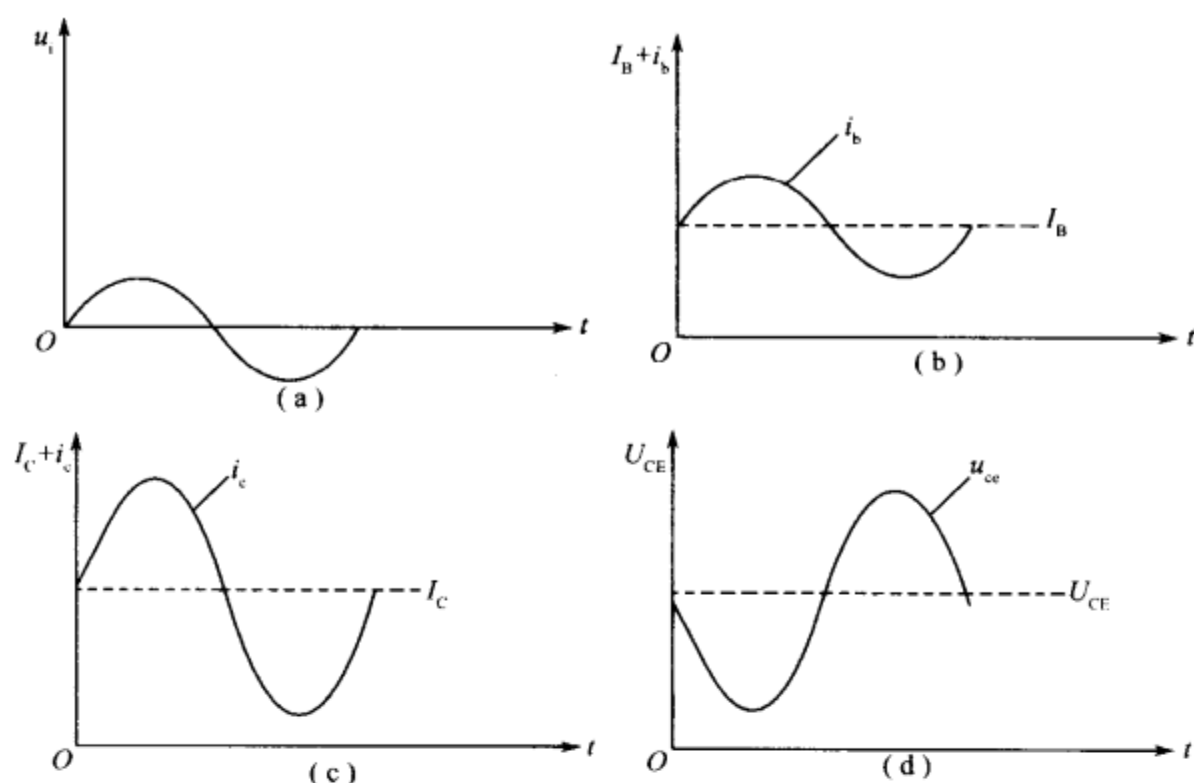 u_i
O
t
(a)
I_B+i_b
i_b
I_B
O
t
(b)
I_C+i_c
i_c
I_C
O
t
(c)
U_CE
u_ce
U_CE
O
t
(d)